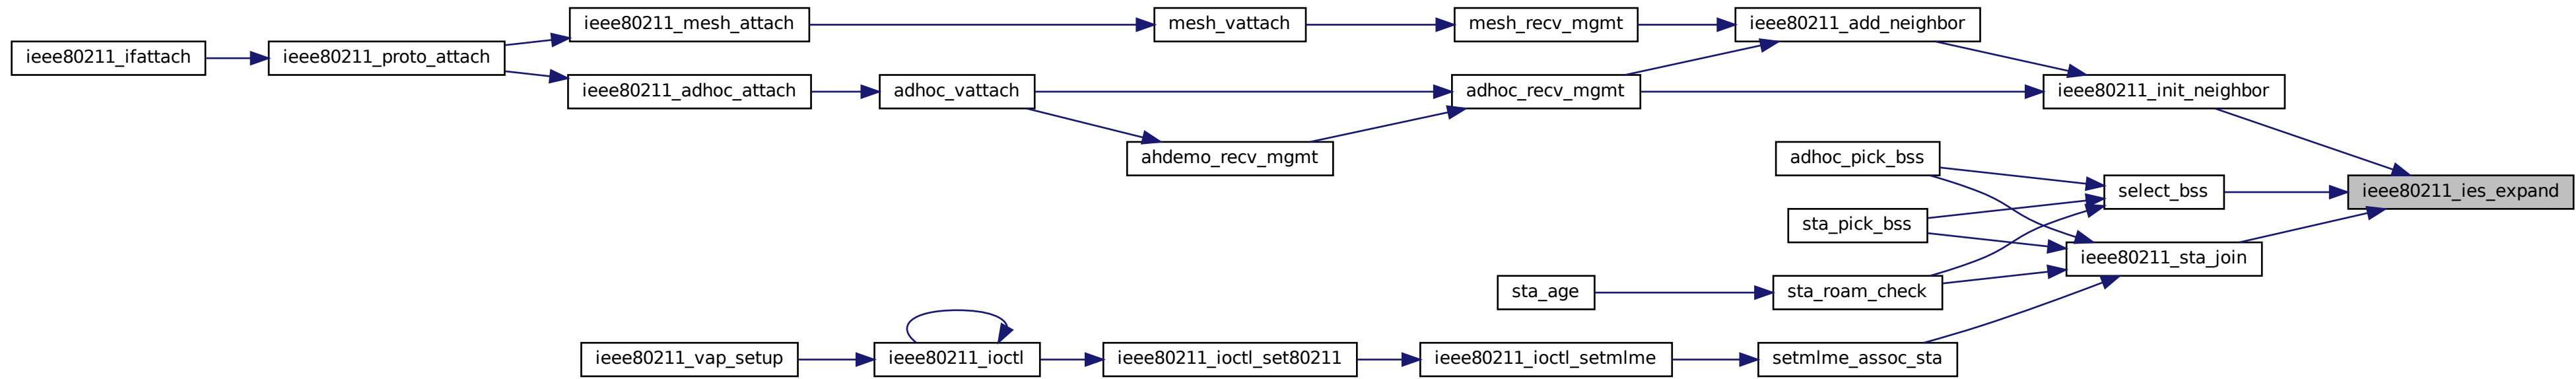 ieee80211_mesh_attach
mesh_vattach
mesh_recv_mgmt
ieee80211_add_neighbor
ieee80211_ifattach
ieee80211_proto_attach
ieee80211_adhoc_attach
adhoc_vattach
adhoc_recv_mgmt
ieee80211_init_neighbor
ahdemo_recv_mgmt
adhoc_pick_bss
select_bss
ieee80211_ies_expand
sta_pick_bss
ieee80211_sta_join
sta_age
sta_roam_check
ieee80211_vap_setup
ieee80211_ioctl
ieee80211_ioctl_set80211
ieee80211_ioctl_setmlme
setmlme_assoc_sta